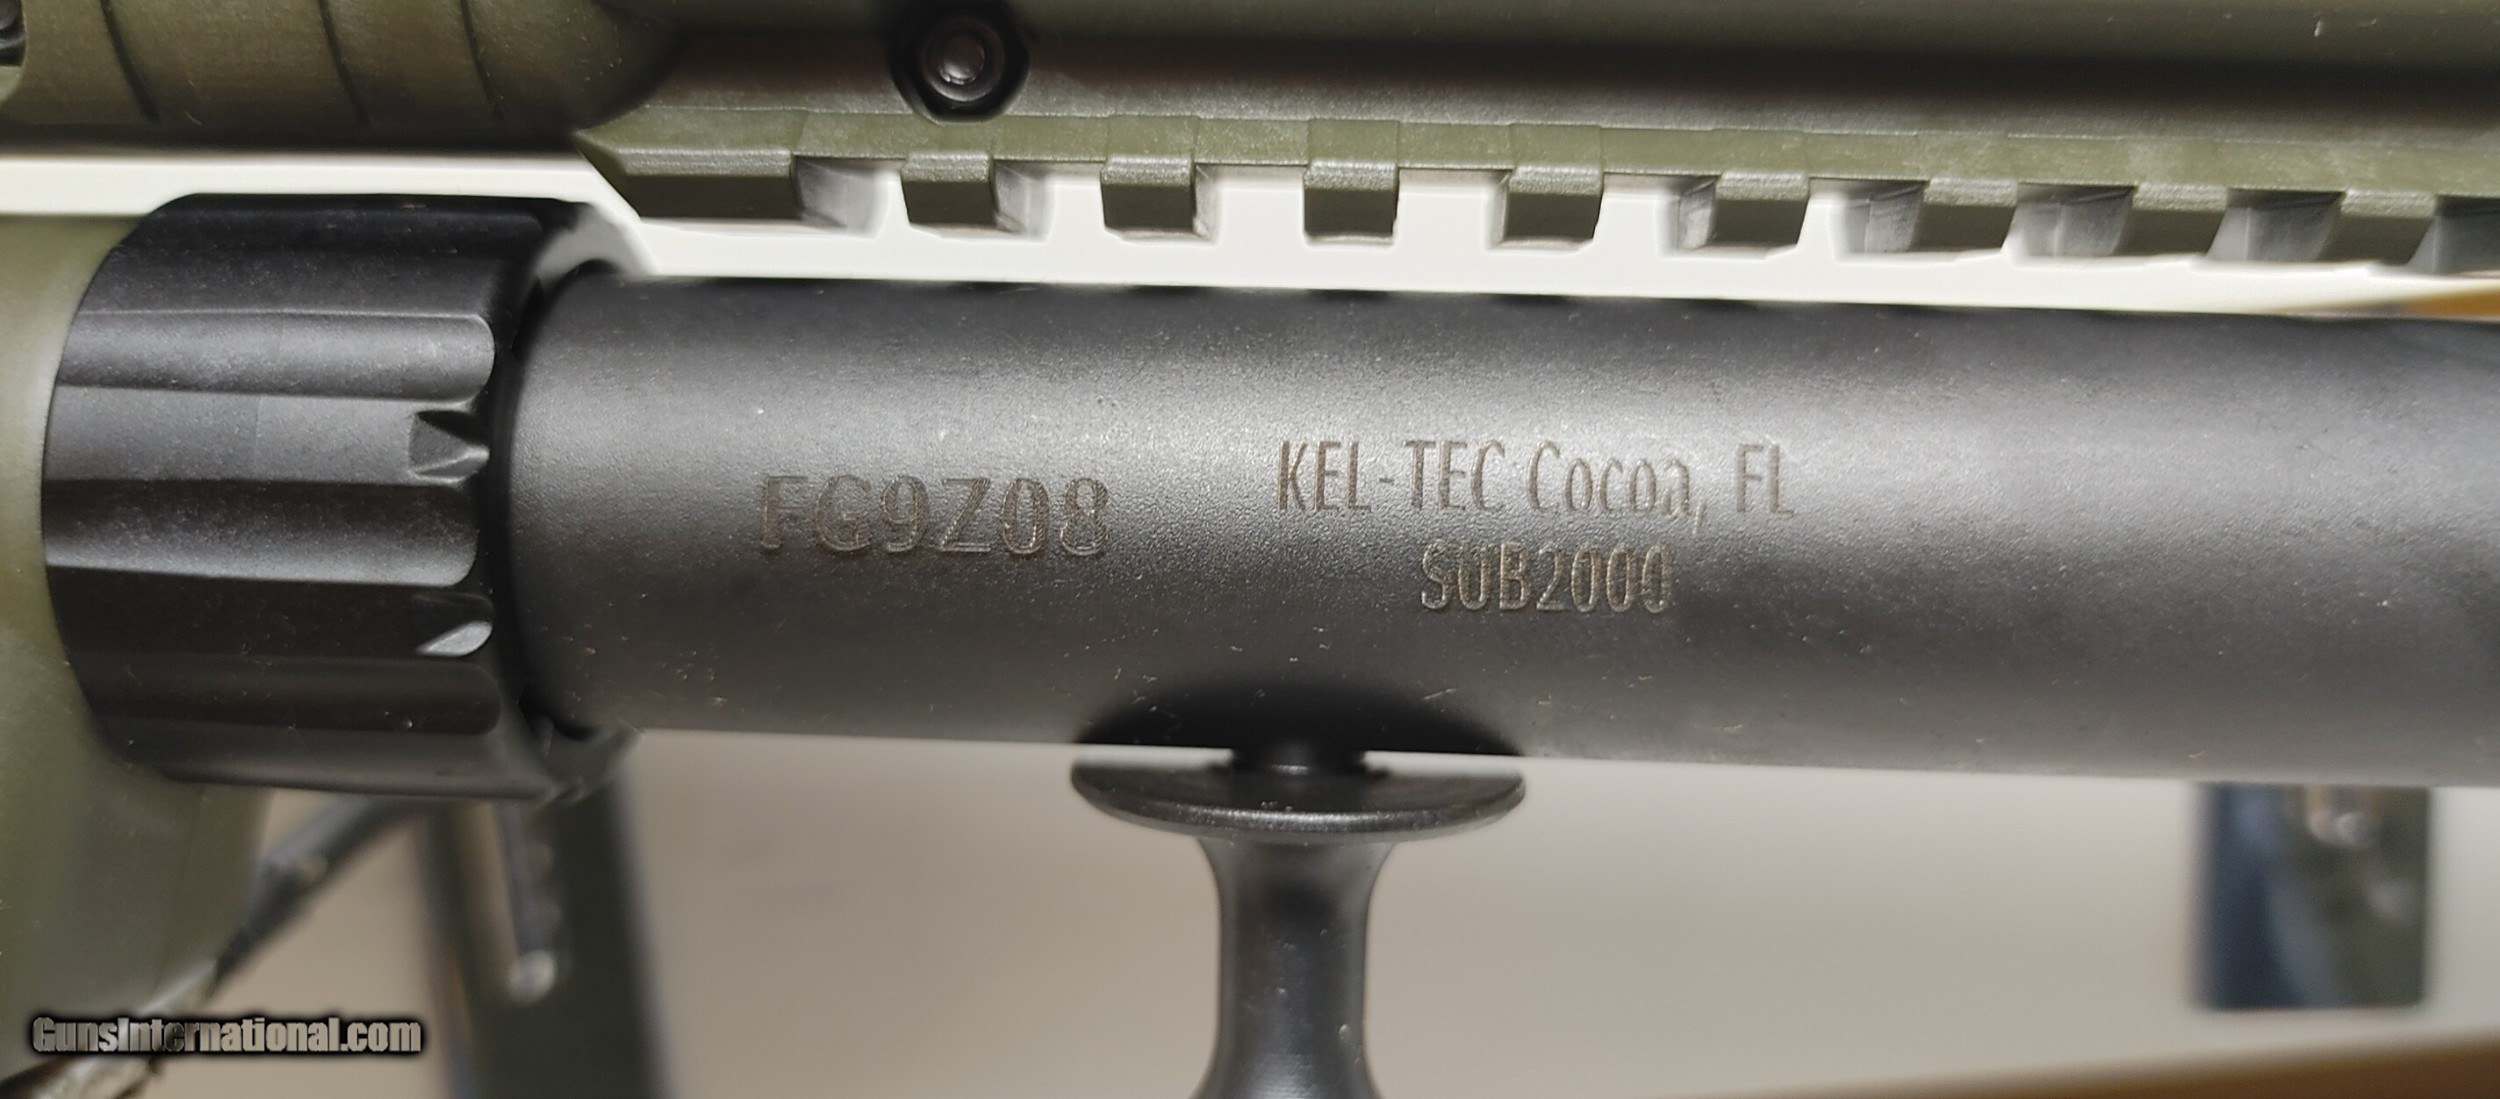 FG9Z08
KEL-TEC Cocoa, FL
SUB2000
GunsInternational.com